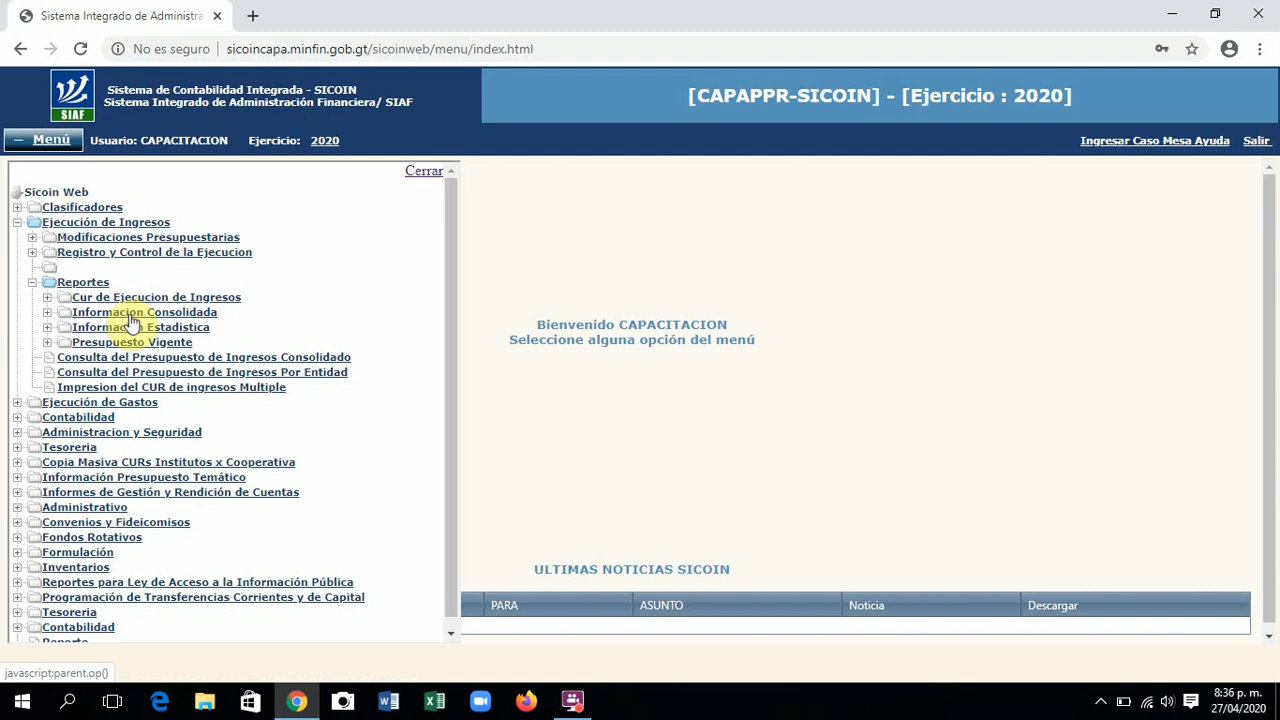 Sistema Integrado de Administra
No es seguro
sicoincapa.minfin.gob.gt/sicoinweb/menu/index.html
SIAF
Sistema de Contabilidad Integrada - SICOIN
Sistema Integrado de Administración Financiera/ SIAF
[CAPAPPR-SICOIN] - [Ejercicio : 2020]
Menú
Usuario: CAPACITACION
Ejercicio: 2020
Ingresar Caso Mesa Ayuda
Salir
Cerrar
Sicoin Web
Clasificadores
Ejecución de Ingresos
Modificaciones Presupuestarias
Registro y Control de la Ejecucion
Reportes
Cur de Ejecucion de Ingresos
Informacion Consolidada
Informacion Estadistica
Presupuesto Vigente
Consulta del Presupuesto de Ingresos Consolidado
Consulta del Presupuesto de Ingresos Por Entidad
Impresion del CUR de ingresos Multiple
Ejecución de Gastos
Contabilidad
Administracion y Seguridad
Tesoreria
Copia Masiva CURs Institutos x Cooperativa
Información Presupuesto Temático
Informes de Gestión y Rendición de Cuentas
Administrativo
Convenios y Fideicomisos
Fondos Rotativos
Formulación
Inventarios
Reportes para Ley de Acceso a la Información Pública
Programación de Transferencias Corrientes y de Capital
Tesoreria
Contabilidad
Reporte
Bienvenido CAPACITACION
Seleccione alguna opción del menú
ULTIMAS NOTICIAS SICOIN
PARA
ASUNTO
Noticia
Descargar
javascript:parent.op()
8:36 p. m.
27/04/2020